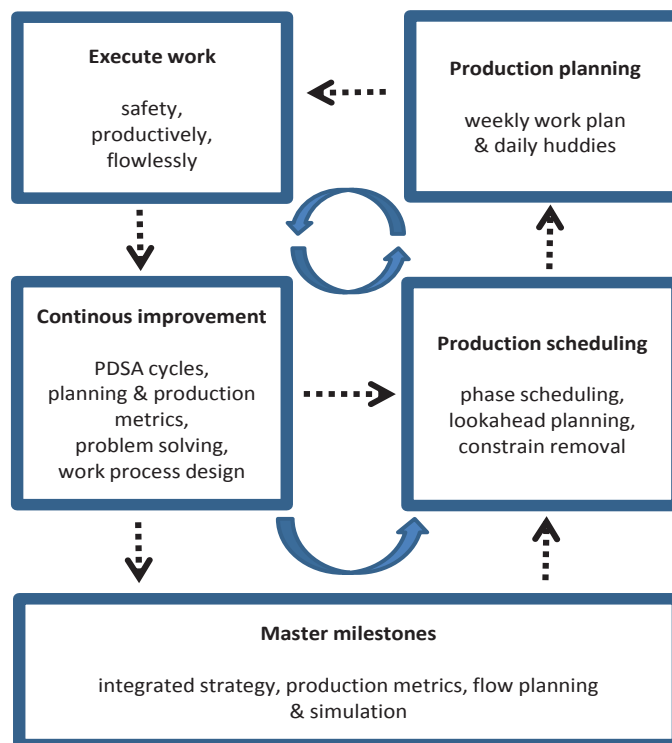 Execute work
safety,
productively,
flowlessly
Production planning
weekly work plan
& daily huddies
Continous improvement
PDSA cycles,
planning & production
metrics,
problem solving,
work process design
Production scheduling
phase scheduling,
lookahead planning,
constrain removal
Master milestones
integrated strategy, production metrics, flow planning
& simulation